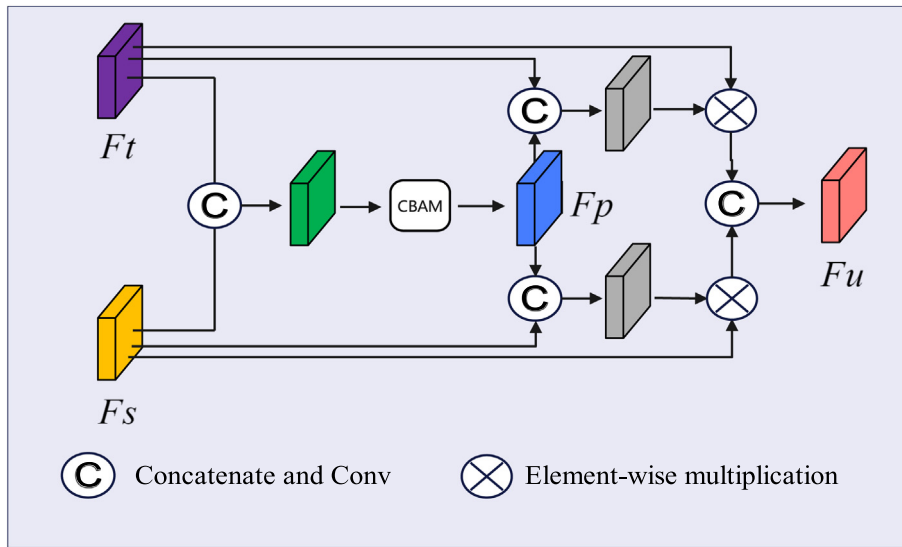 C
Ft
C
CBAM
Fp
C
Fu
C
Fs
C Concatenate and Conv
Element-wise multiplication